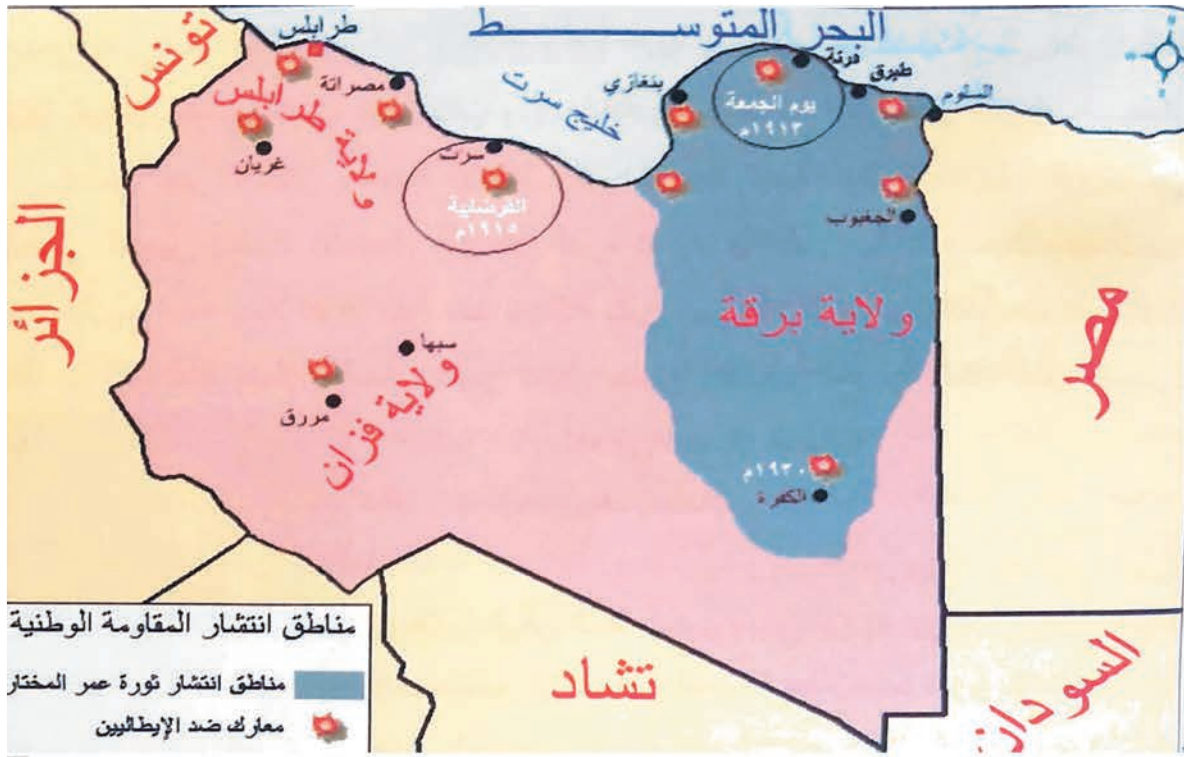 البحر المتوسط
تونس
طرابلس
درنة
طبرق
السلوم
بنغازي
مصراتة
خليج سرت
يوم الجمعة
١٩١٣م
ولاية طرابلس
غريان
سرت
القرضابية
١٩١٥م
الجغبوب
الجزائر
ولاية برقة
مصر
سبها
مررق
ولاية فزان
١٩٣٠م
الكفرة
تشاد
السودان
مناطق انتشار المقاومة الوطنية
مناطق انتشار ثورة عمر المختار
معارك ضد الإيطاليين